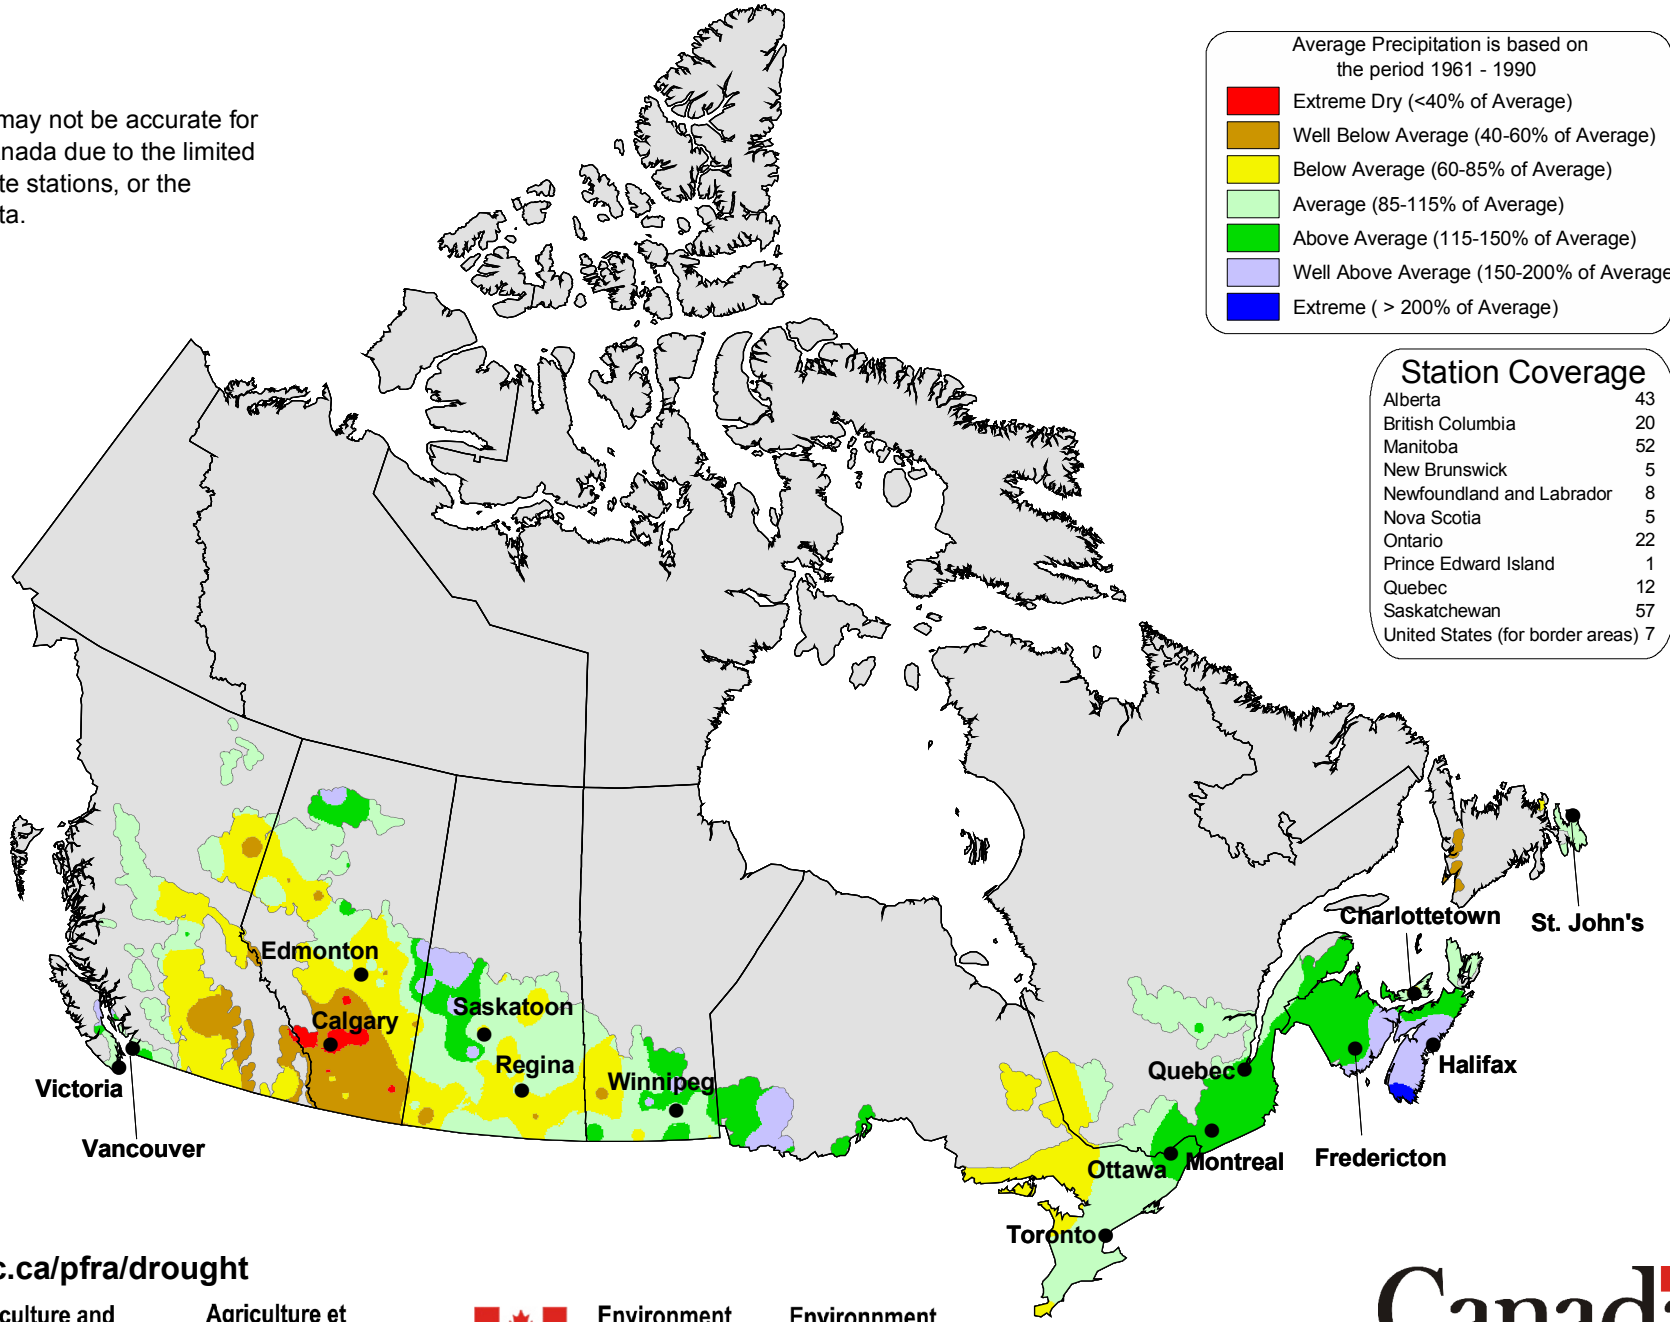 may not be accurate for
anada due to the limited
te stations, or the
ta.
Average Precipitation is based on
the period 1961 - 1990
Extreme Dry (<40% of Average)
Well Below Average (40-60% of Average)
Below Average (60-85% of Average)
Average (85-115% of Average)
Above Average (115-150% of Average)
Well Above Average (150-200% of Average
Extreme ( > 200% of Average)
Station Coverage
Alberta 43
British Columbia 20
Manitoba 52
New Brunswick 5
Newfoundland and Labrador 8
Nova Scotia 5
Ontario 22
Prince Edward Island 1
Quebec 12
Saskatchewan 57
United States (for border areas) 7
Charlottetown
St. John's
Edmonton
Saskatoon
Calgary
Regina
Winnipeg
Victoria
Vancouver
Quebec
Halifax
Ottawa
Montreal
Fredericton
Toronto
c.ca/pfra/drought
iculture and
Agriculture et
Environment
Environnment
Canad